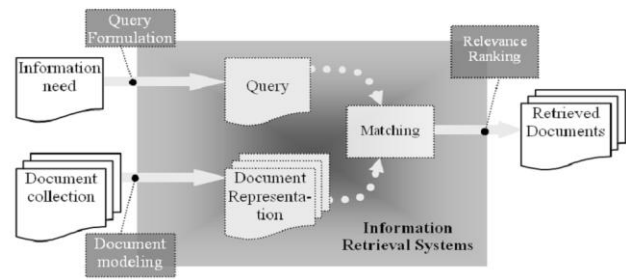 Query
Formulation
Relevance
Ranking
Information
need
Query
Matching
Retrieved
Documents
Document
collection
Document
Representa-
tion
Information
Retrieval Systems
Document
modeling